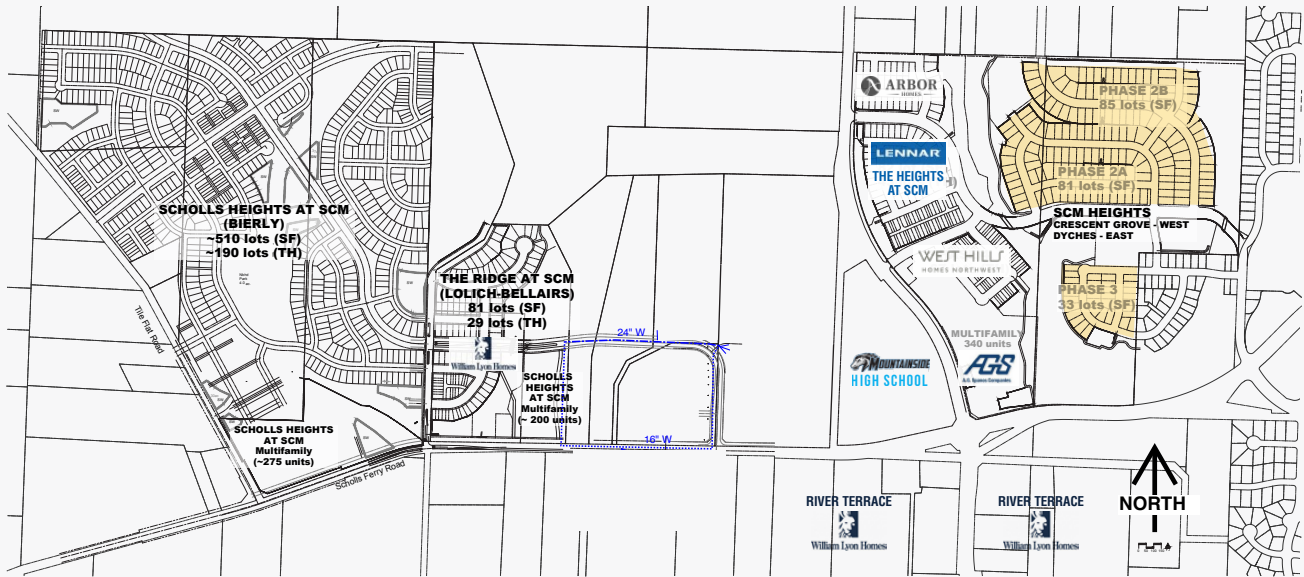 SCHOLLS HEIGHTS AT SCM
(BIERLY)
~510 lots (SF)
~190 lots (TH)
SW
SW
SW
SW
Tile Flat Road
SCHOLLS HEIGHTS
AT SCM
Multifamily
(~275 units)
Scholls Ferry Road
THE RIDGE AT SCM
(LOLICH-BELLAIRS)
81 lots (SF)
29 lots (TH)
William Lyon Homes
SCHOLLS
HEIGHTS
AT SCM
Multifamily
(~ 200 units)
24" W
16" W
ARBOR
HOMES
LENNAR
THE HEIGHTS
AT SCM
WEST HILLS
HOMES NORTHWEST
MULTIFAMILY
340 units
AGS
MOUNTAINSIDE
HIGH SCHOOL
PHASE 2B
85 lots (SF)
PHASE 2A
81 lots (SF)
SCM HEIGHTS
CRESCENT GROVE - WEST
DYCHES - EAST
PHASE 3
33 lots (SF)
RIVER TERRACE
William Lyon Homes
RIVER TERRACE
William Lyon Homes
NORTH